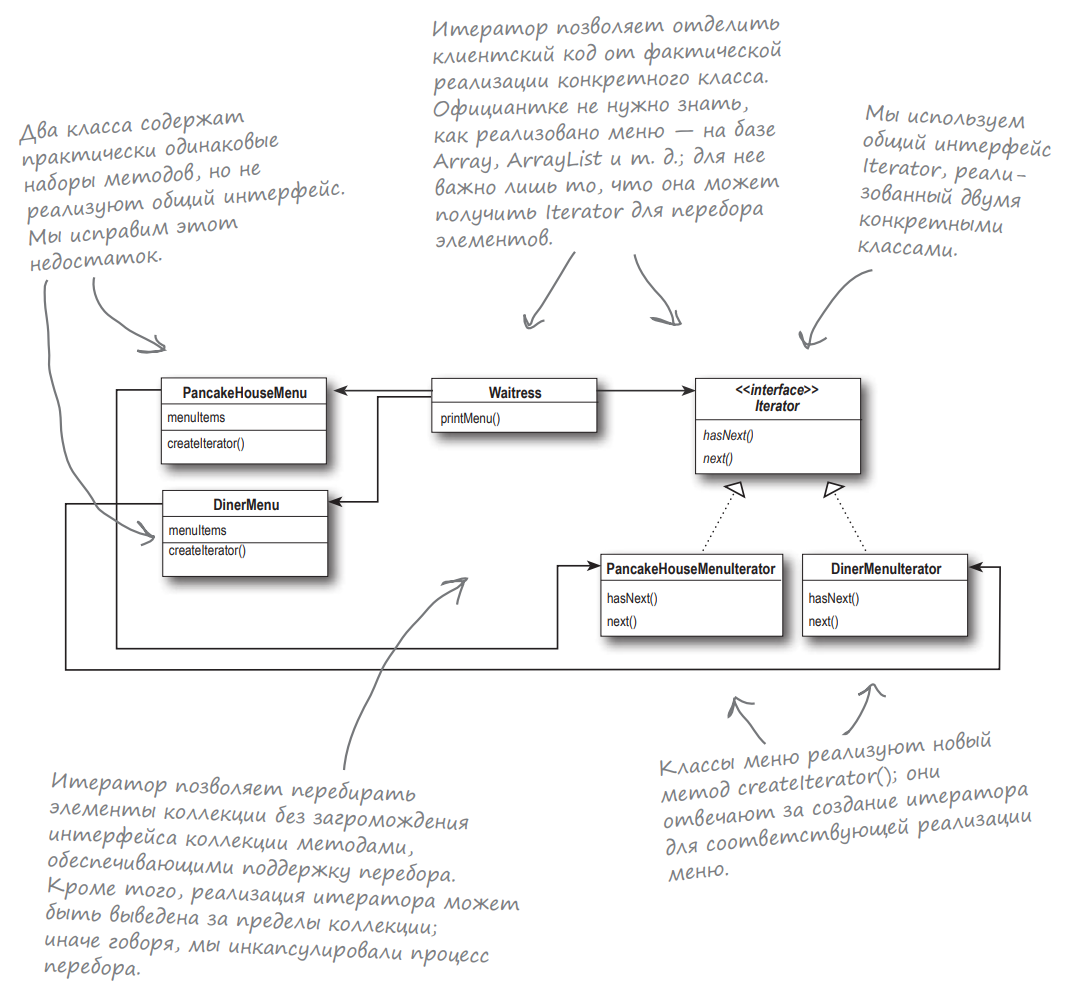 Итератор позволяет отделить
клиентский код от фактической
реализации конкретного класса.
Официантке не нужно знать,
как реализовано меню — на базе
Array, ArrayList и т. д.; для нее
важно лишь то, что она может
получить Iterator для перебора
элементов.
Два класса содержат
практически одинаковые
наборы методов, но не
реализуют общий интерфейс.
Мы исправим этот
недостаток.
Мы используем
общий интерфейс
Iterator, реали-
зованный двумя
конкретными
классами.
PancakeHouseMenu
menuItems
createIterator()
Waitress
printMenu()
<<interface>>
Iterator
hasNext()
next()
DinerMenu
menuItems
createIterator()
PancakeHouseMenuIterator
hasNext()
next()
DinerMenuIterator
hasNext()
next()
Итератор позволяет перебирать
элементы коллекции без загромождения
интерфейса коллекции методами,
обеспечивающими поддержку перебора.
Кроме того, реализация итератора может
быть выведена за пределы коллекции;
иначе говоря, мы инкапсулировали процесс
перебора.
Классы меню реализуют новый
метод createIterator(); они
отвечают за создание итератора
для соответствующей реализации
меню.